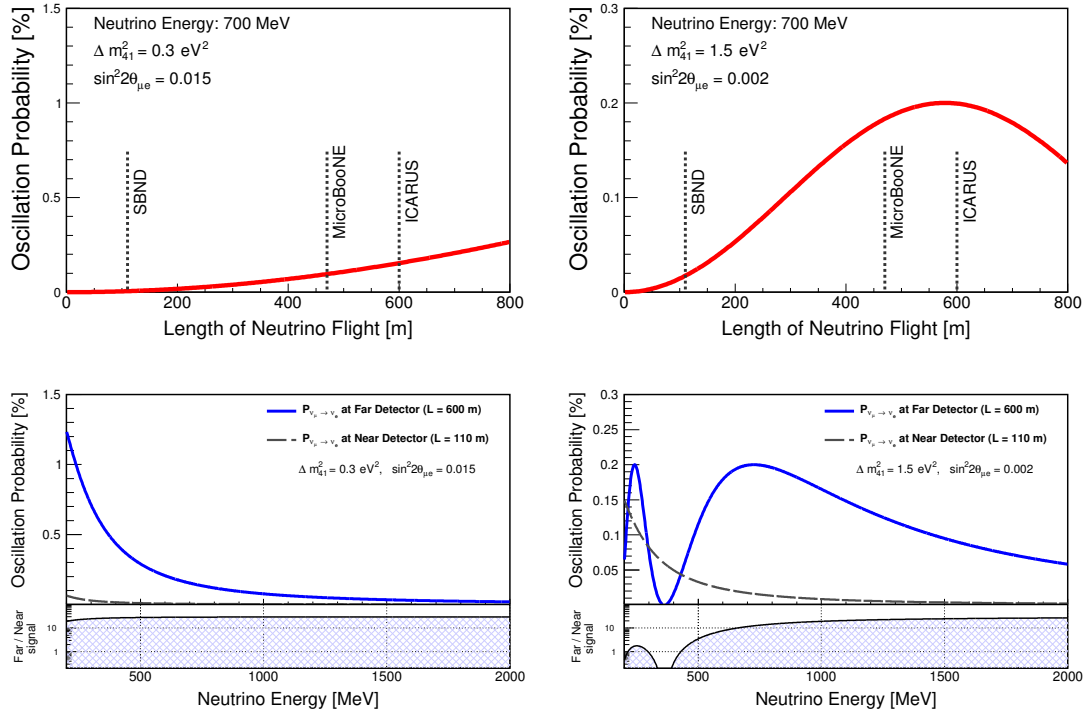 Oscillation Probability [%]
1.5
1
0.5
0
Neutrino Energy: 700 MeV
Δ m²₄₁ = 0.3 eV²
sin²2θμe = 0.015
SBND
MicroBooNE
ICARUS
0 200 400 600 800
Length of Neutrino Flight [m]
Oscillation Probability [%]
0.3
0.2
0.1
0
Neutrino Energy: 700 MeV
Δ m²₄₁ = 1.5 eV²
sin²2θμe = 0.002
SBND
MicroBooNE
ICARUS
0 200 400 600 800
Length of Neutrino Flight [m]
Oscillation Probability [%]
1.5
1
0.5
Pνμ → νe at Far Detector (L = 600 m)
Pνμ → νe at Near Detector (L = 110 m)
Δ m²₄₁ = 0.3 eV², sin²2θμe = 0.015
Far / Near
signal
10
1
500 1000 1500 2000
Neutrino Energy [MeV]
Oscillation Probability [%]
0.3
0.25
0.2
0.15
0.1
0.05
Pνμ → νe at Far Detector (L = 600 m)
Pνμ → νe at Near Detector (L = 110 m)
Δ m²₄₁ = 1.5 eV², sin²2θμe = 0.002
Far / Near
signal
10
1
500 1000 1500 2000
Neutrino Energy [MeV]